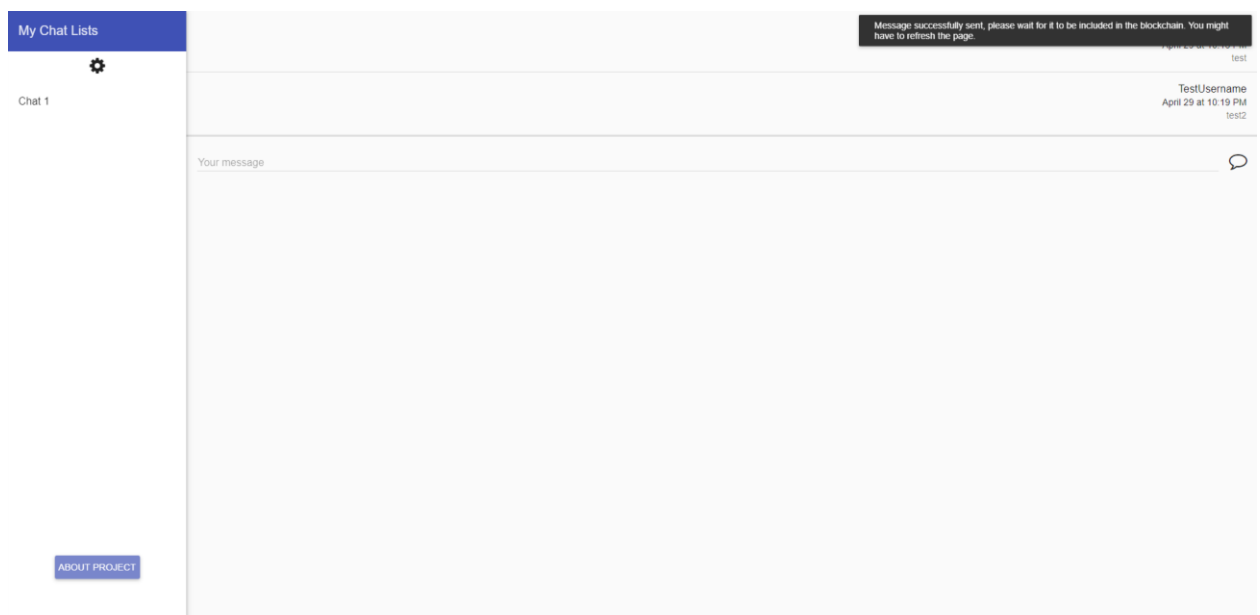 My Chat Lists
Chat 1
ABOUT PROJECT
Message successfully sent, please wait for it to be included in the blockchain. You might
have to refresh the page.
test
TestUsername
April 29 at 10:19 PM
test2
Your message